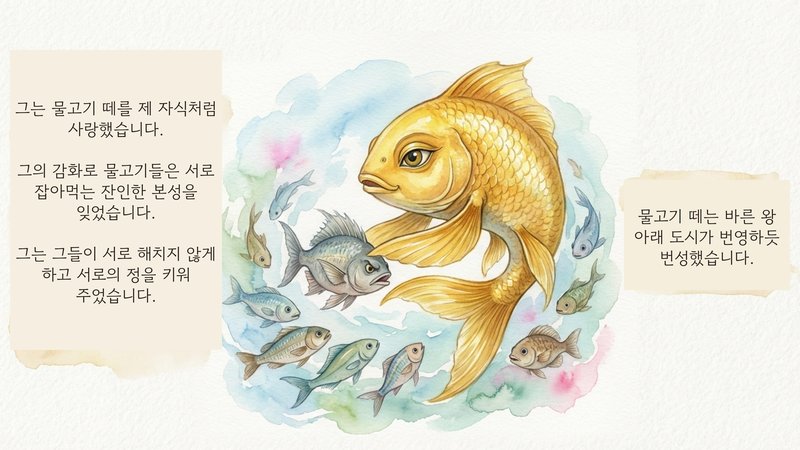 그는 물고기 떼를 제 자식처럼
사랑했습니다.
그의 감화로 물고기들은 서로
잡아먹는 잔인한 본성을
잊었습니다.
그는 그들이 서로 해치지 않게
하고 서로의 정을 키워
주었습니다.
물고기 떼는 바른 왕
아래 도시가 번영하듯
번성했습니다.